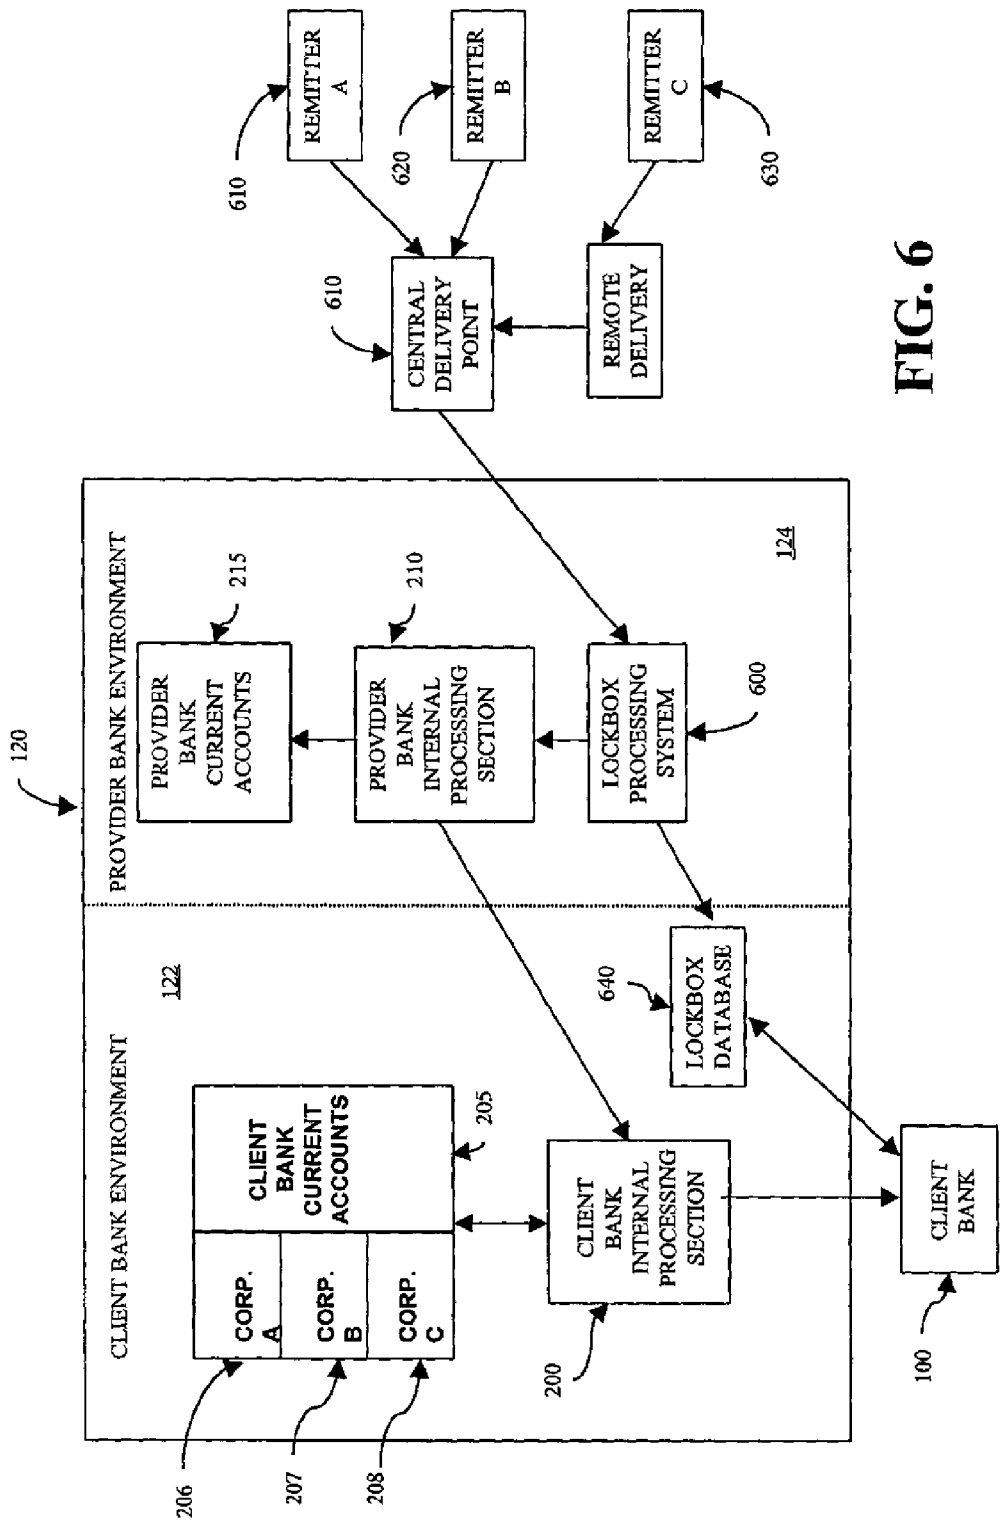 120
CLIENT BANK ENVIRONMENT
PROVIDER BANK ENVIRONMENT
122
206
207
208
CORP.
A
CORP.
B
CORP.
C
CLIENT
BANK
CURRENT
ACCOUNTS
205
PROVIDER
BANK
CURRENT
ACCOUNTS
215
610
REMITTER
A
PROVIDER
BANK
INTERNAL
PROCESSING
SECTION
210
610
CENTRAL
DELIVERY
POINT
620
REMITTER
B
200
CLIENT
BANK
INTERNAL
PROCESSING
SECTION
640
LOCKBOX
DATABASE
LOCKBOX
PROCESSING
SYSTEM
600
REMOTE
DELIVERY
REMITTER
C
630
124
100
CLIENT
BANK
FIG. 6